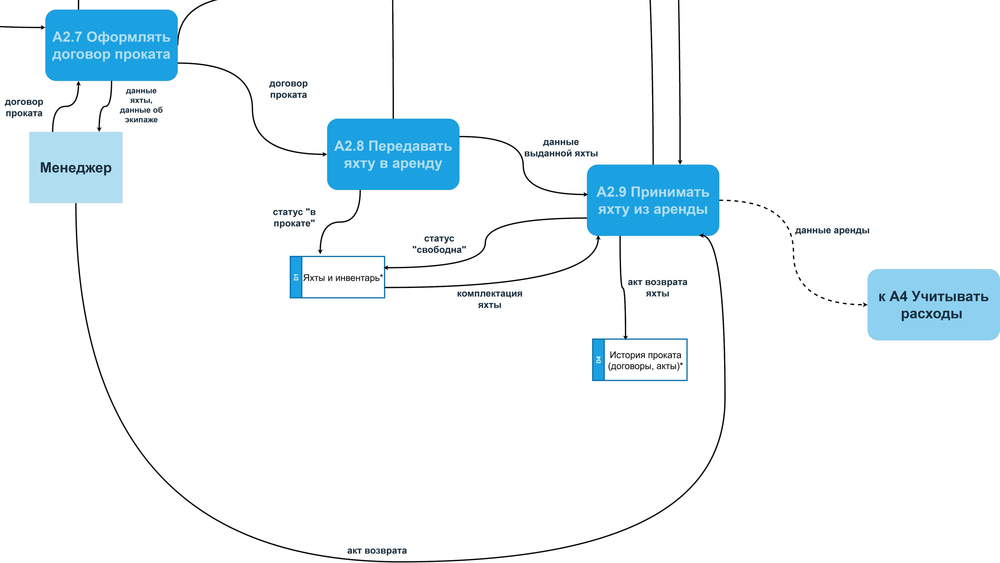 А2.7 Оформлять
договор проката
договор
проката
данные
яхты,
данные об
экипаже
договор
проката
Менеджер
А2.8 Передавать
яхту в аренду
данные
выданной яхты
А2.9 Принимать
яхту из аренды
статус "в
прокате"
статус
"свободна"
данные аренды
D1
Яхты и инвентарь*
комплектация
яхты
акт возврата
яхты
к А4 Учитывать
расходы
D4
История проката
(договоры, акты)*
акт возврата